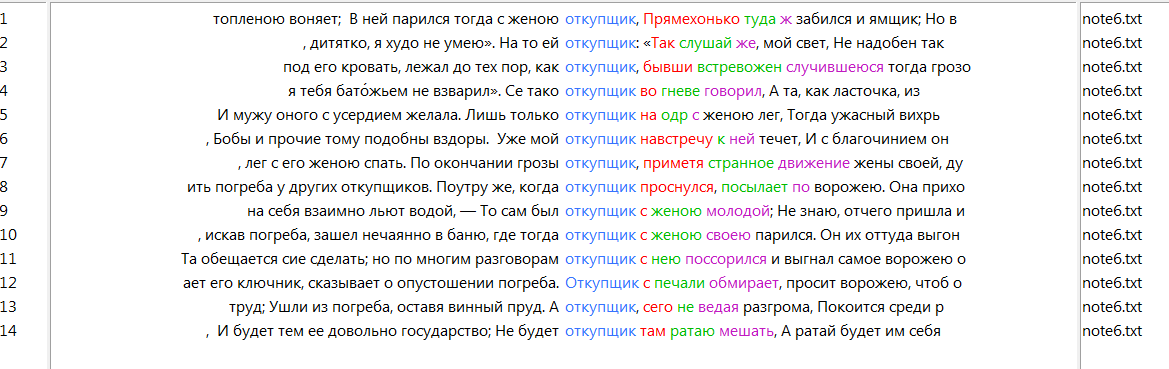 1 топленою воняет;  В ней парился тогда с женою откупщик, Прямехонько туда ж забился и ямщик; Но в note6.txt
2 , дитятко, я худо не умею». На то ей откупщик: «Так слушай же, мой свет, Не надобен так note6.txt
3 под его кровать, лежал до тех пор, как откупщик, бывши встревожен случившеюся тогда грозо note6.txt
4 я тебя бато́жьем не взварил». Се тако откупщик во гневе говорил, А та, как ласточка, из note6.txt
5 И мужу оного с усердием желала. Лишь только откупщик на одр с женою лег, Тогда ужасный вихрь note6.txt
6 , Бобы и прочие тому подобны вздоры.  Уже мой откупщик навстречу к ней течет, И с благочинием он note6.txt
7 , лег с его женою спать. По окончании грозы откупщик, приметя странное движение жены своей, ду note6.txt
8 ить погреба у других откупщиков. Поутру же, когда откупщик проснулся, посылает по ворожею. Она прихо note6.txt
9 на себя взаимно льют водой, — То сам был откупщик с женою молодой; Не знаю, отчего пришла и note6.txt
10 , искав погреба, зашел нечаянно в баню, где тогда откупщик с женою своею парился. Он их оттуда выгон note6.txt
11 Та обещается сие сделать; но по многим разговорам откупщик с нею поссорился и выгнал самое ворожею о note6.txt
12 ает его ключник, сказывает о опустошении погреба. Откупщик с печали обмирает, просит ворожею, чтоб о note6.txt
13 труд; Ушли из погреба, оставя винный пруд. А откупщик, сего не ведая разгрома, Покоится среди р note6.txt
14 ,  И будет тем ее довольно государство; Не будет откупщик там ратаю мешать, А ратай будет им себя note6.txt